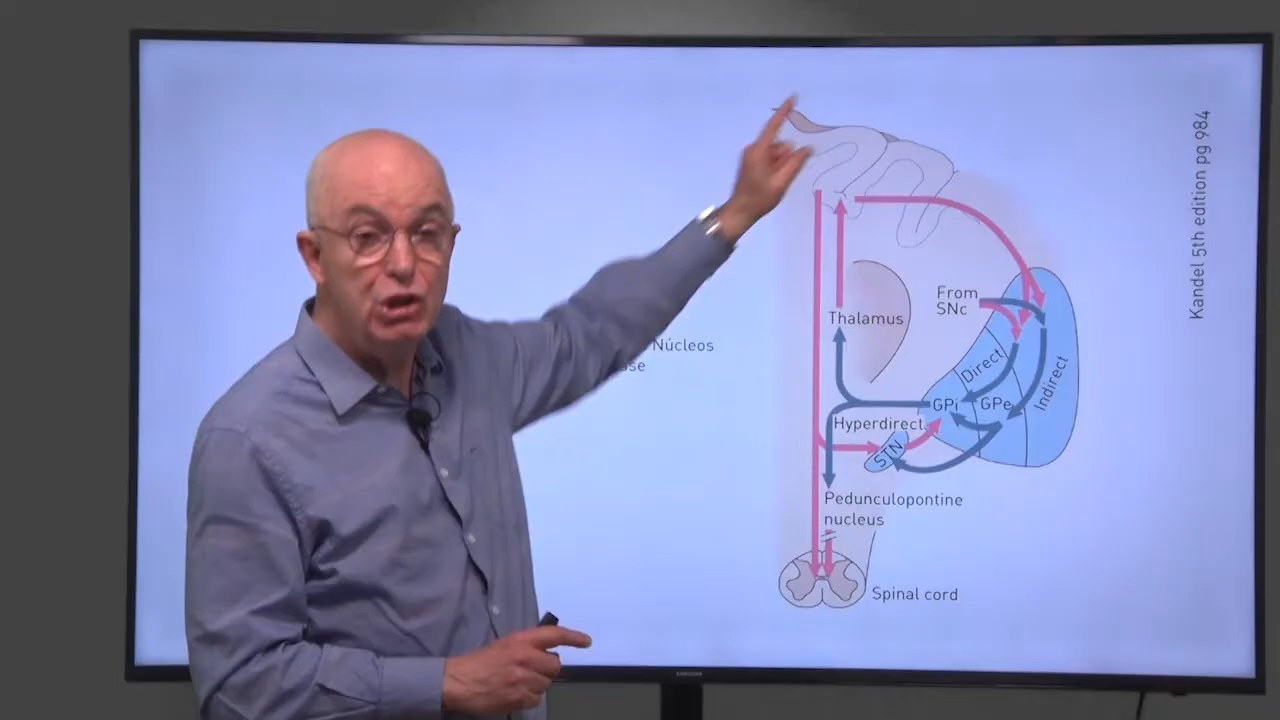 Kandel 5th edition pg 984
Núcleos
From
SNc
Thalamus
Direct
Indirect
GPi
GPe
Hyperdirect
STN
Pedunculopontine
nucleus
Spinal cord
SAMSUNG